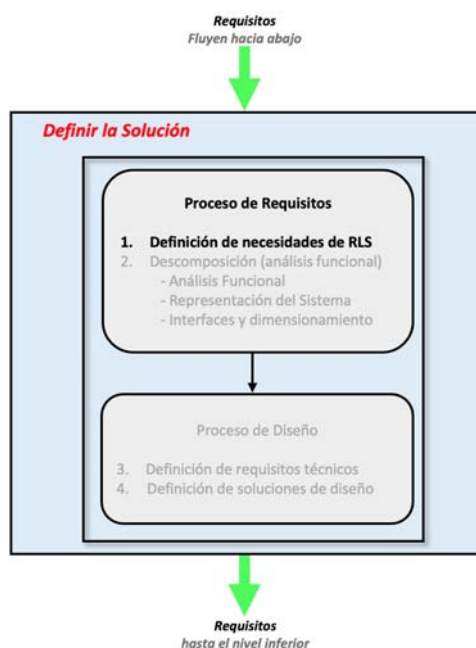 Requisitos
Fluyen hacia abajo
Definir la Solución
Proceso de Requisitos
1. Definición de necesidades de RLS
2. Descomposición (análisis funcional)
- Análisis Funcional
- Representación del Sistema
- Interfaces y dimensionamiento
Proceso de Diseño
3. Definición de requisitos técnicos
4. Definición de soluciones de diseño
Requisitos
hasta el nivel inferior